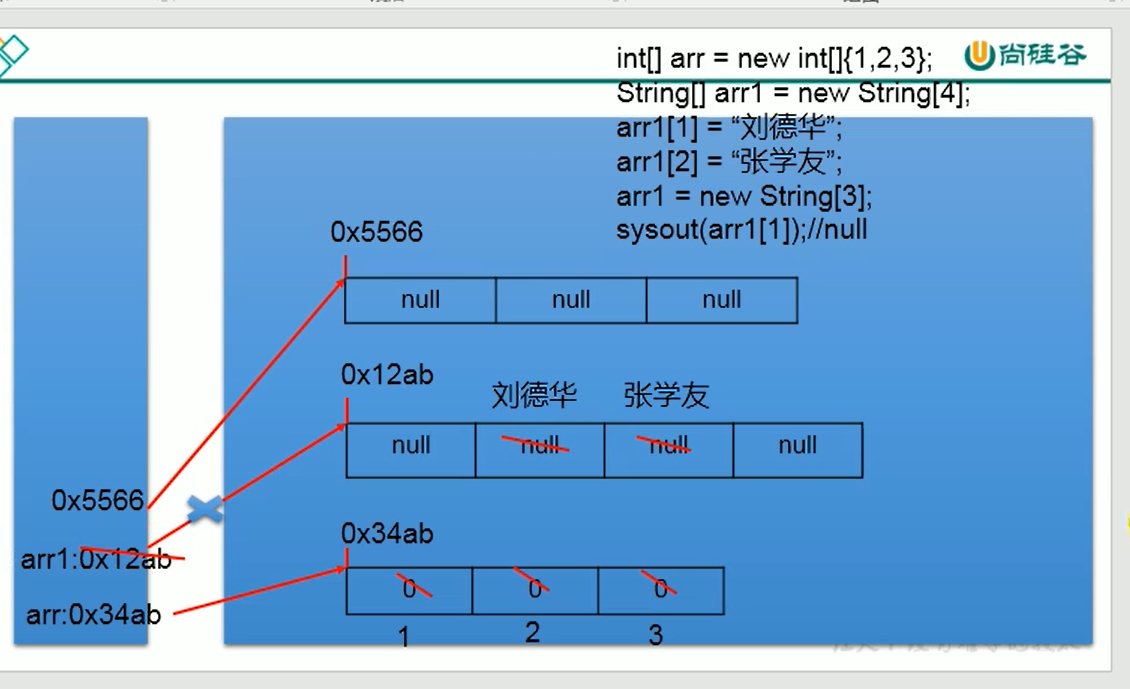 int[] arr = new int[]{1,2,3};
尚硅谷
String[] arr1 = new String[4];
arr1[1] = “刘德华”;
arr1[2] = “张学友”;
arr1 = new String[3];
sysout(arr1[1]);//null
0x5566
null null null
0x12ab
刘德华 张学友
null null null null
0x5566
0x34ab
arr1:0x12ab
0 0 0
arr:0x34ab
1 2 3